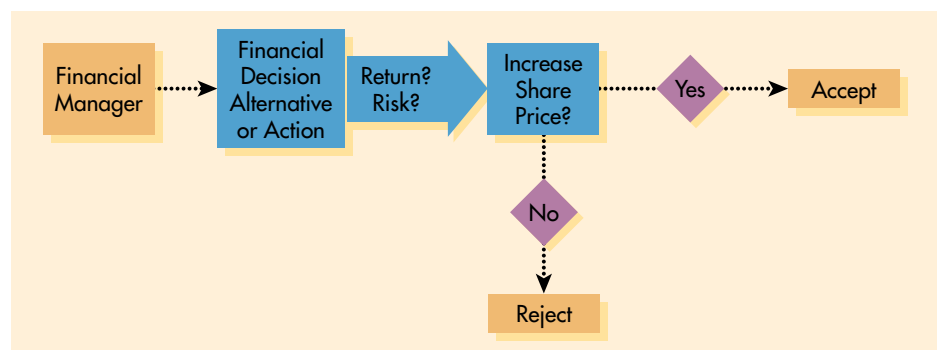 Financial
Manager
Financial
Decision
Alternative
or Action
Return?
Risk?
Increase
Share
Price?
Yes
Accept
No
Reject